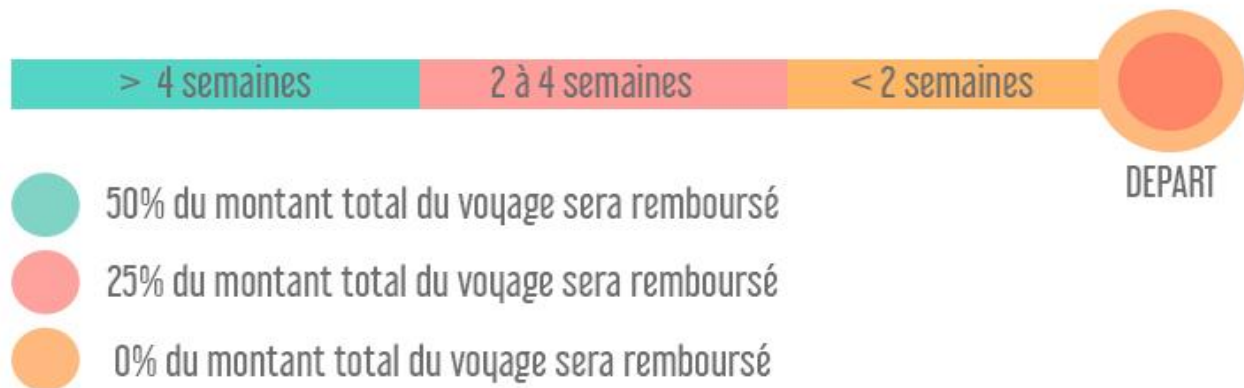 > 4 semaines 2 à 4 semaines < 2 semaines
DEPART
50% du montant total du voyage sera remboursé
25% du montant total du voyage sera remboursé
0% du montant total du voyage sera remboursé